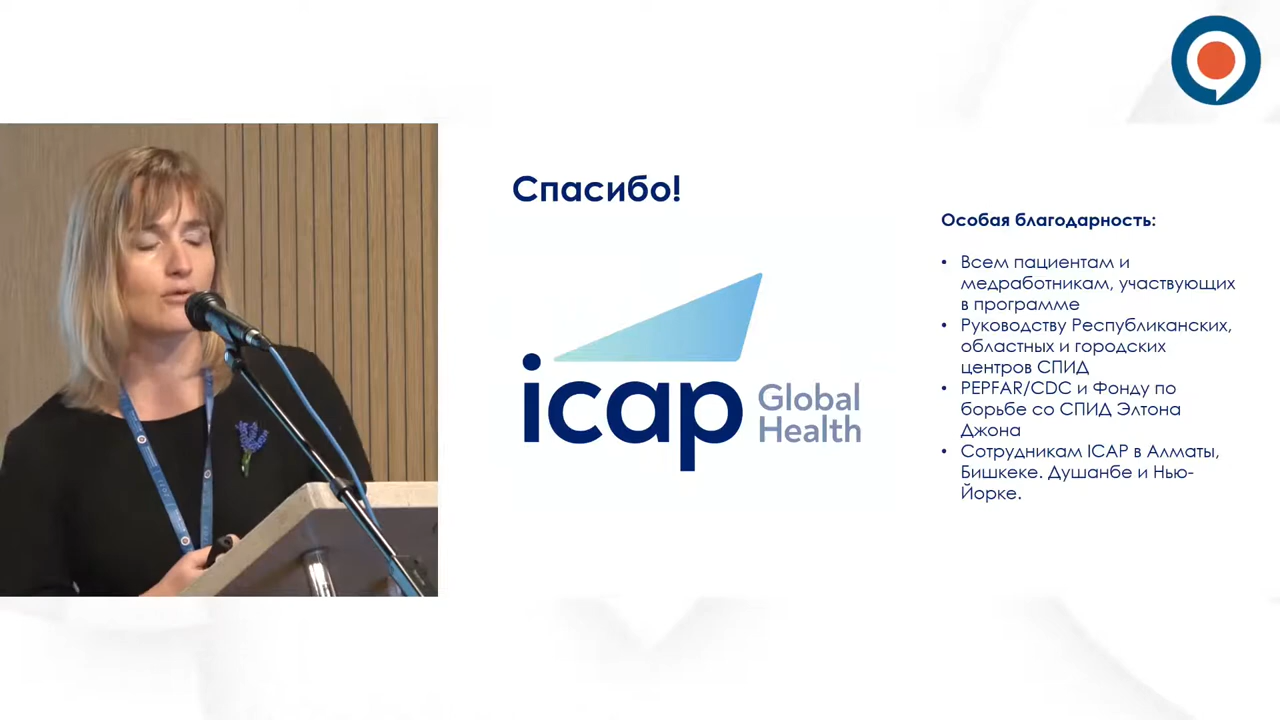 Спасибо!
icap
Global
Health
Особая благодарность:
• Всем пациентам и
медработникам, участвующих
в программе
• Руководству Республиканских,
областных и городских
центров СПИД
• PEPFAR/CDC и Фонду по
борьбе со СПИД Элтона
Джона
• Сотрудникам ICAP в Алматы,
Бишкеке. Душанбе и Нью-
Йорке.